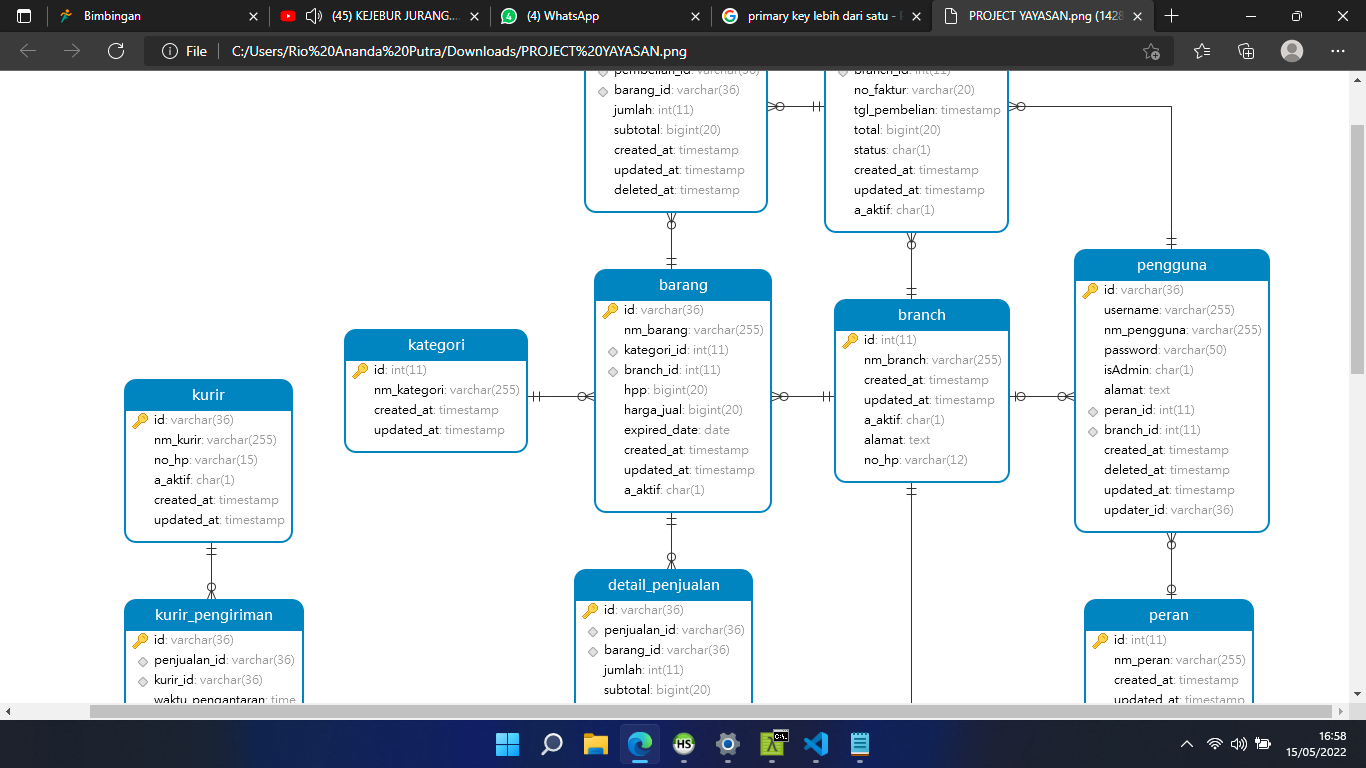 Bimbingan
(45) KEJEBUR JURANG....
(4) WhatsApp
primary key lebih dari satu -
PROJECT YAYASAN.png (1428
File
C:/Users/Rio%20Ananda%20Putra/Downloads/PROJECT%20YAYASAN.png
pembelian_id: varchar(36)
barang_id: varchar(36)
jumlah: int(11)
subtotal: bigint(20)
created_at: timestamp
updated_at: timestamp
deleted_at: timestamp
branch_id: int(11)
no_faktur: varchar(20)
tgl_pembelian: timestamp
total: bigint(20)
status: char(1)
created_at: timestamp
updated_at: timestamp
a_aktif: char(1)
pengguna
id: varchar(36)
username: varchar(255)
nm_pengguna: varchar(255)
password: varchar(50)
isAdmin: char(1)
alamat: text
peran_id: int(11)
branch_id: int(11)
created_at: timestamp
deleted_at: timestamp
updated_at: timestamp
updater_id: varchar(36)
barang
id: varchar(36)
nm_barang: varchar(255)
kategori_id: int(11)
branch_id: int(11)
hpp: bigint(20)
harga_jual: bigint(20)
expired_date: date
created_at: timestamp
updated_at: timestamp
a_aktif: char(1)
branch
id: int(11)
nm_branch: varchar(255)
created_at: timestamp
updated_at: timestamp
a_aktif: char(1)
alamat: text
no_hp: varchar(12)
kategori
id: int(11)
nm_kategori: varchar(255)
created_at: timestamp
updated_at: timestamp
kurir
id: varchar(36)
nm_kurir: varchar(255)
no_hp: varchar(15)
a_aktif: char(1)
created_at: timestamp
updated_at: timestamp
detail_penjualan
id: varchar(36)
penjualan_id: varchar(36)
barang_id: varchar(36)
jumlah: int(11)
subtotal: bigint(20)
kurir_pengiriman
id: varchar(36)
penjualan_id: varchar(36)
kurir_id: varchar(36)
waktu_pengantaran: time
peran
id: int(11)
nm_peran: varchar(255)
created_at: timestamp
updated_at: timestamp
HS
C:\.
16:58
15/05/2022